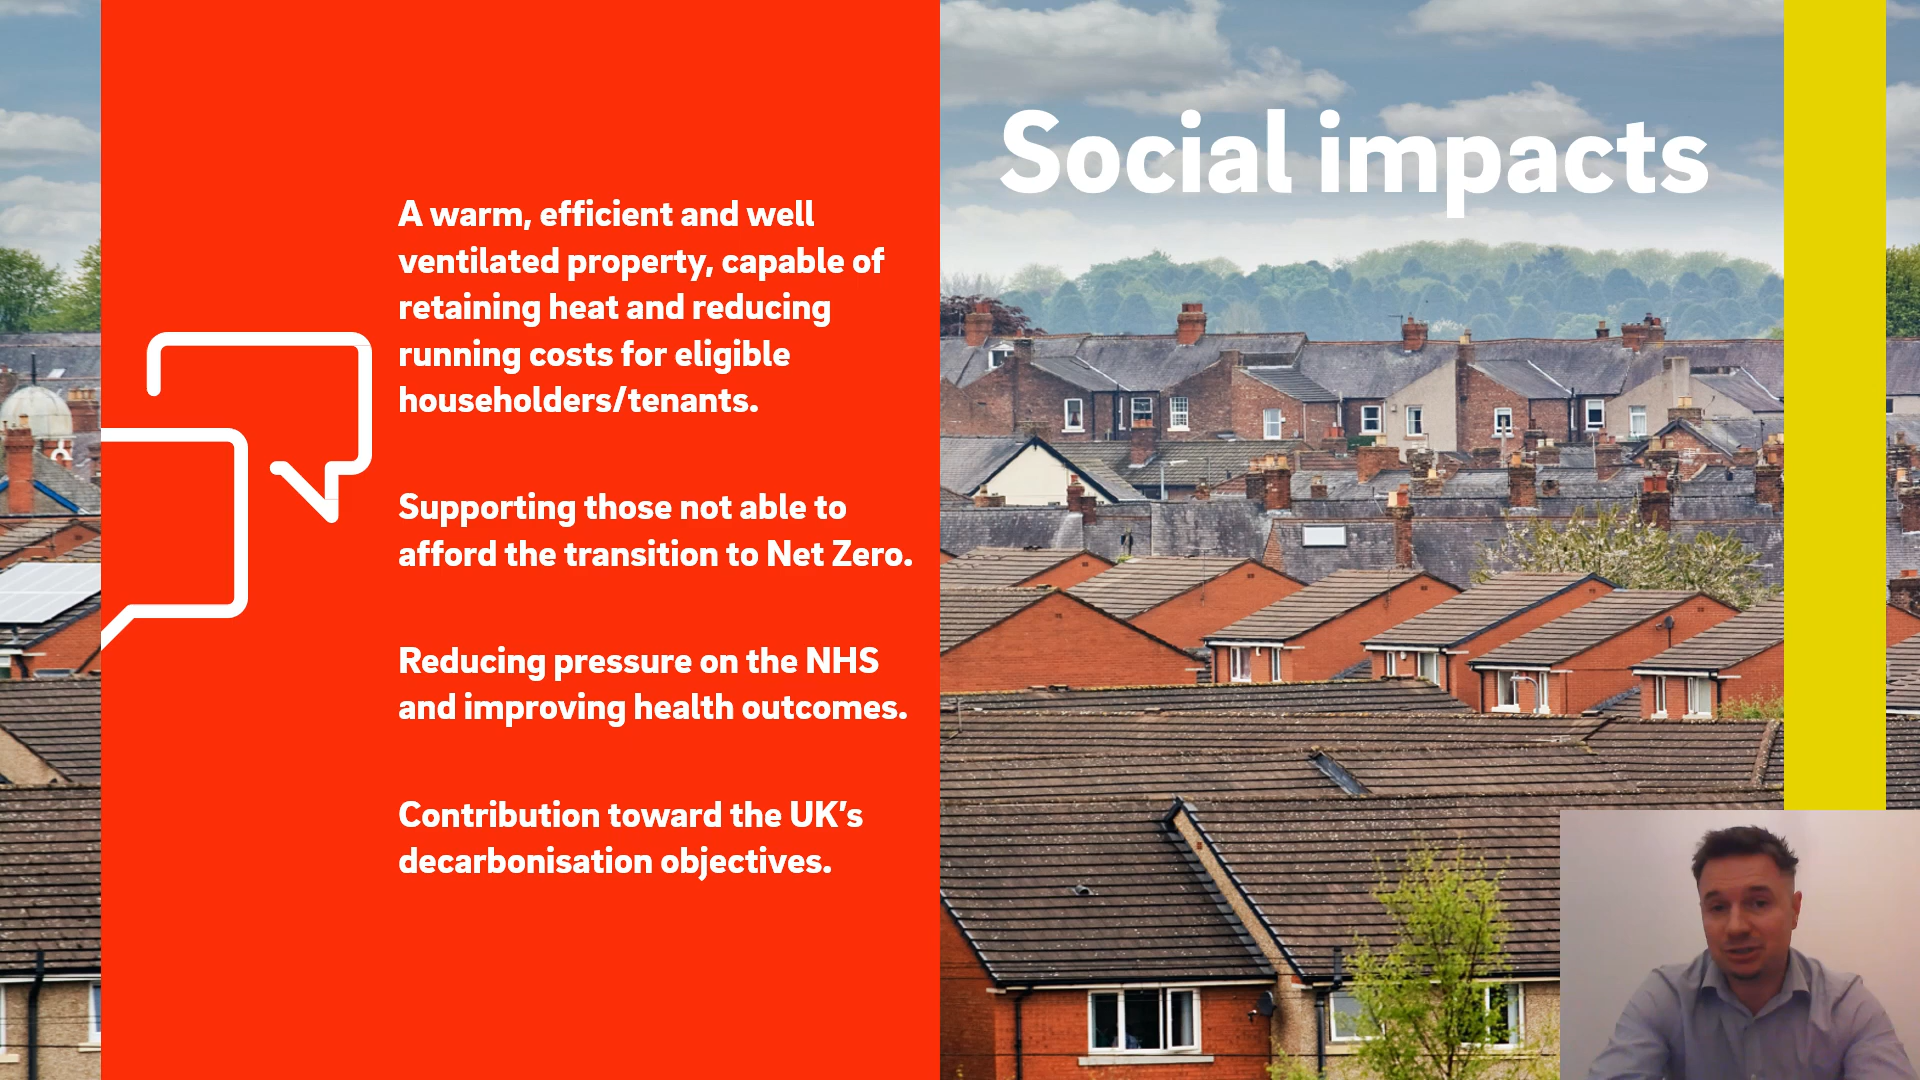 Social impacts
A warm, efficient and well
ventilated property, capable of
retaining heat and reducing
running costs for eligible
householders/tenants.
Supporting those not able to
afford the transition to Net Zero.
Reducing pressure on the NHS
and improving health outcomes.
Contribution toward the UK’s
decarbonisation objectives.